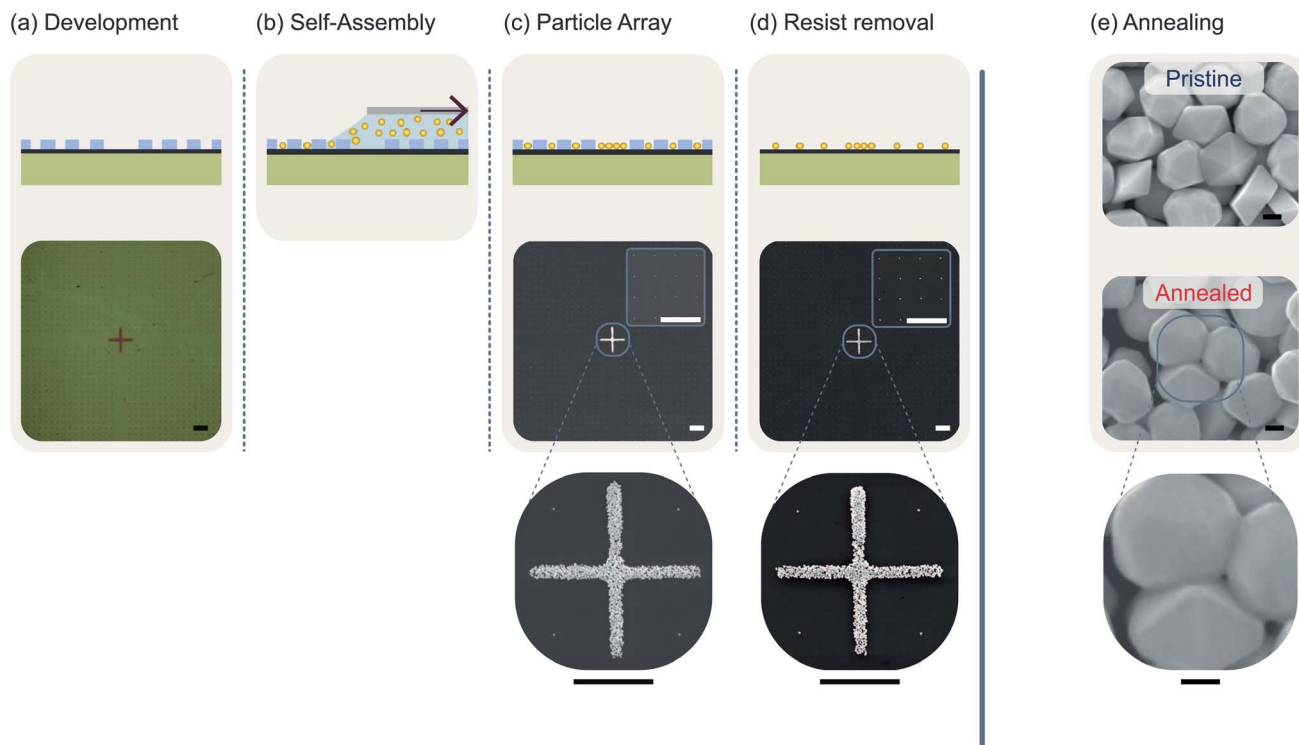 (a) Development
(b) Self-Assembly
(c) Particle Array
(d) Resist removal
(e) Annealing
Pristine
Annealed